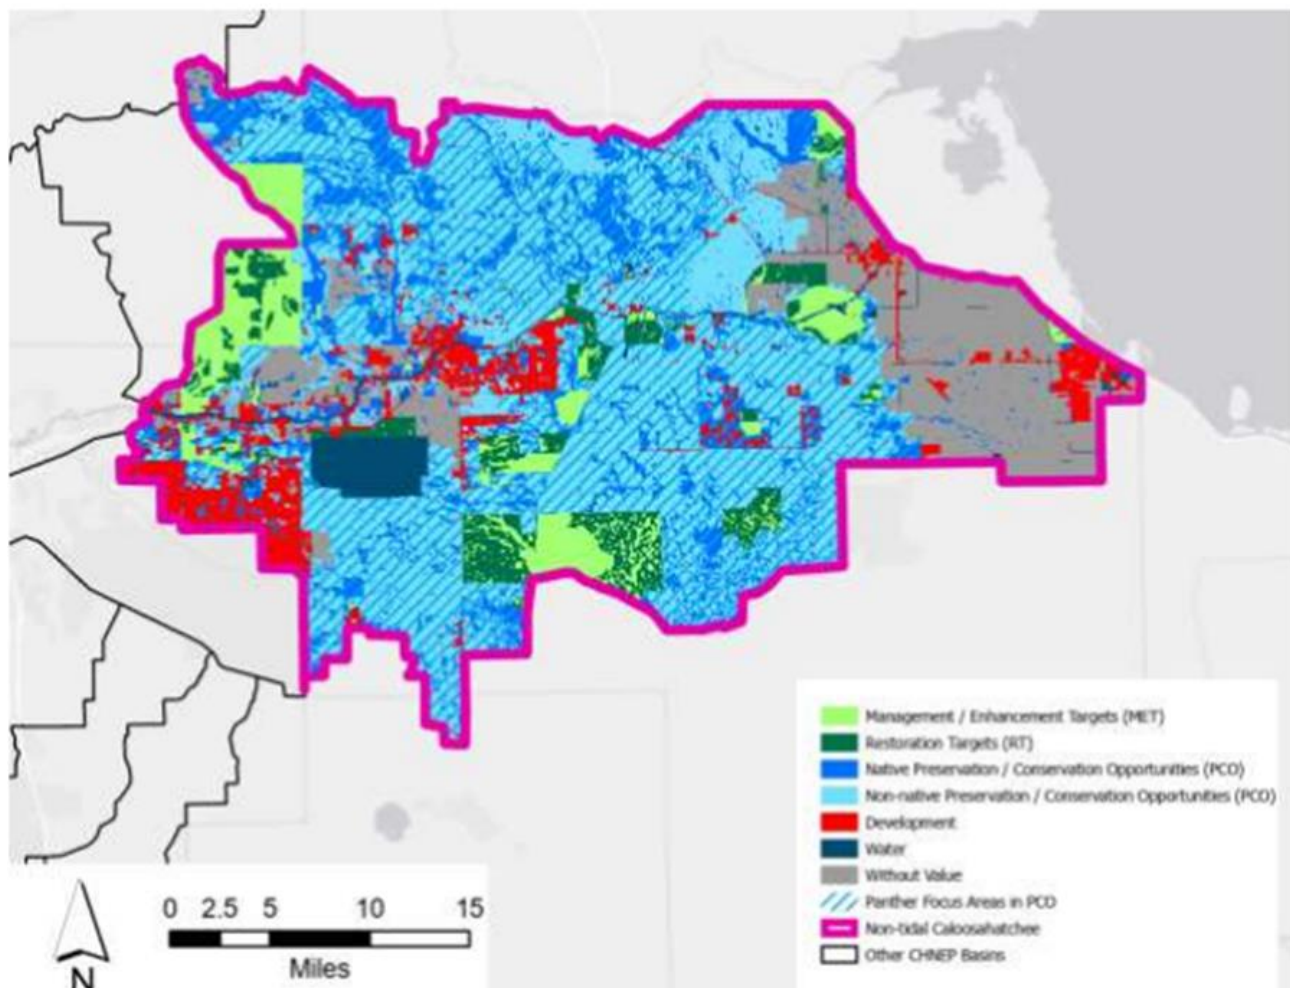 Management / Enhancement Targets (MET)
Restoration Targets (RT)
Native Preservation / Conservation Opportunities (PCO)
Non-native Preservation / Conservation Opportunities (PCO)
Development
Water
Without Value
Panther Focus Areas in PCO
Non-tidal Caloosahatchee
Other CHNEP Basins
0 2.5 5 10 15
Miles
N